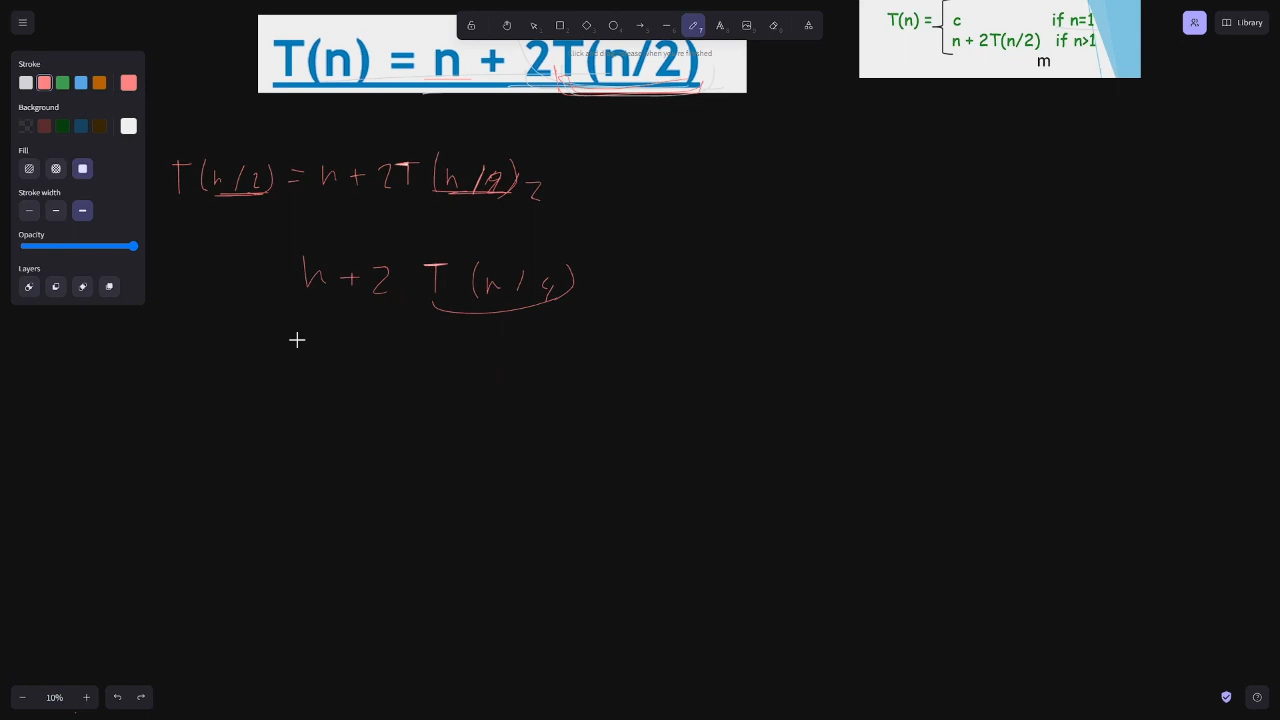 Library
T(n) = c if n=1
n + 2T(n/2) if n>1
m
T(n) = n + 2T(n/2)
Stroke
Background
Fill
Stroke width
Opacity
Layers
T(n/2) = n + 2T(n/4) 2
n + 2 T(n/4)
10%